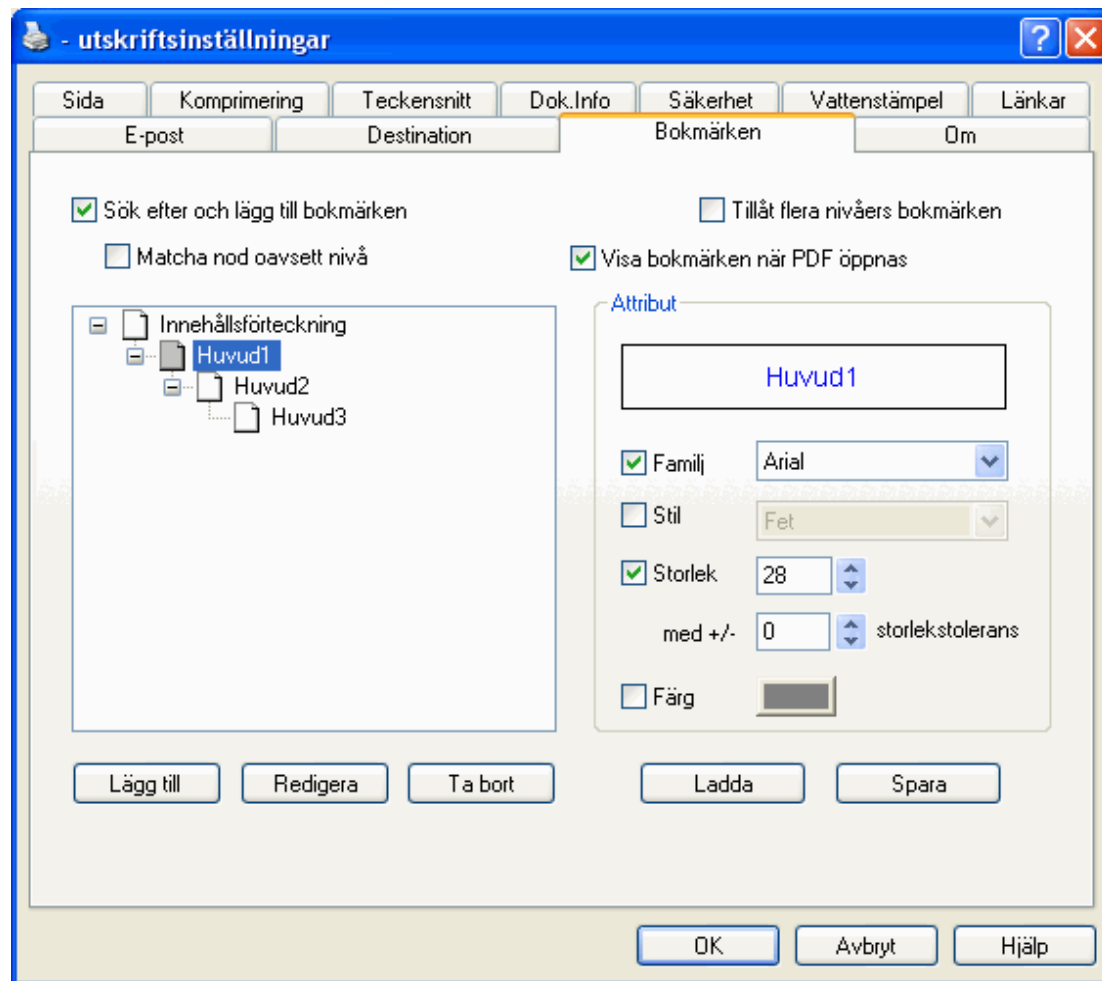 - utskriftsinställningar
Sida Komprimering Teckensnitt Dok.Info Säkerhet Vattenstämpel Länkar
E-post Destination Bokmärken Om
Sök efter och lägg till bokmärken Tillåt flera nivåers bokmärken
Matcha nod oavsett nivå Visa bokmärken när PDF öppnas
Attribut
Innehållsförteckning
Huvud1
Huvud2
Huvud3
Huvud1
Familj Arial
Stil Fet
Storlek 28
med +/- 0 storlekstolerans
Färg
Lägg till Redigera Ta bort Ladda Spara
OK Avbryt Hjälp